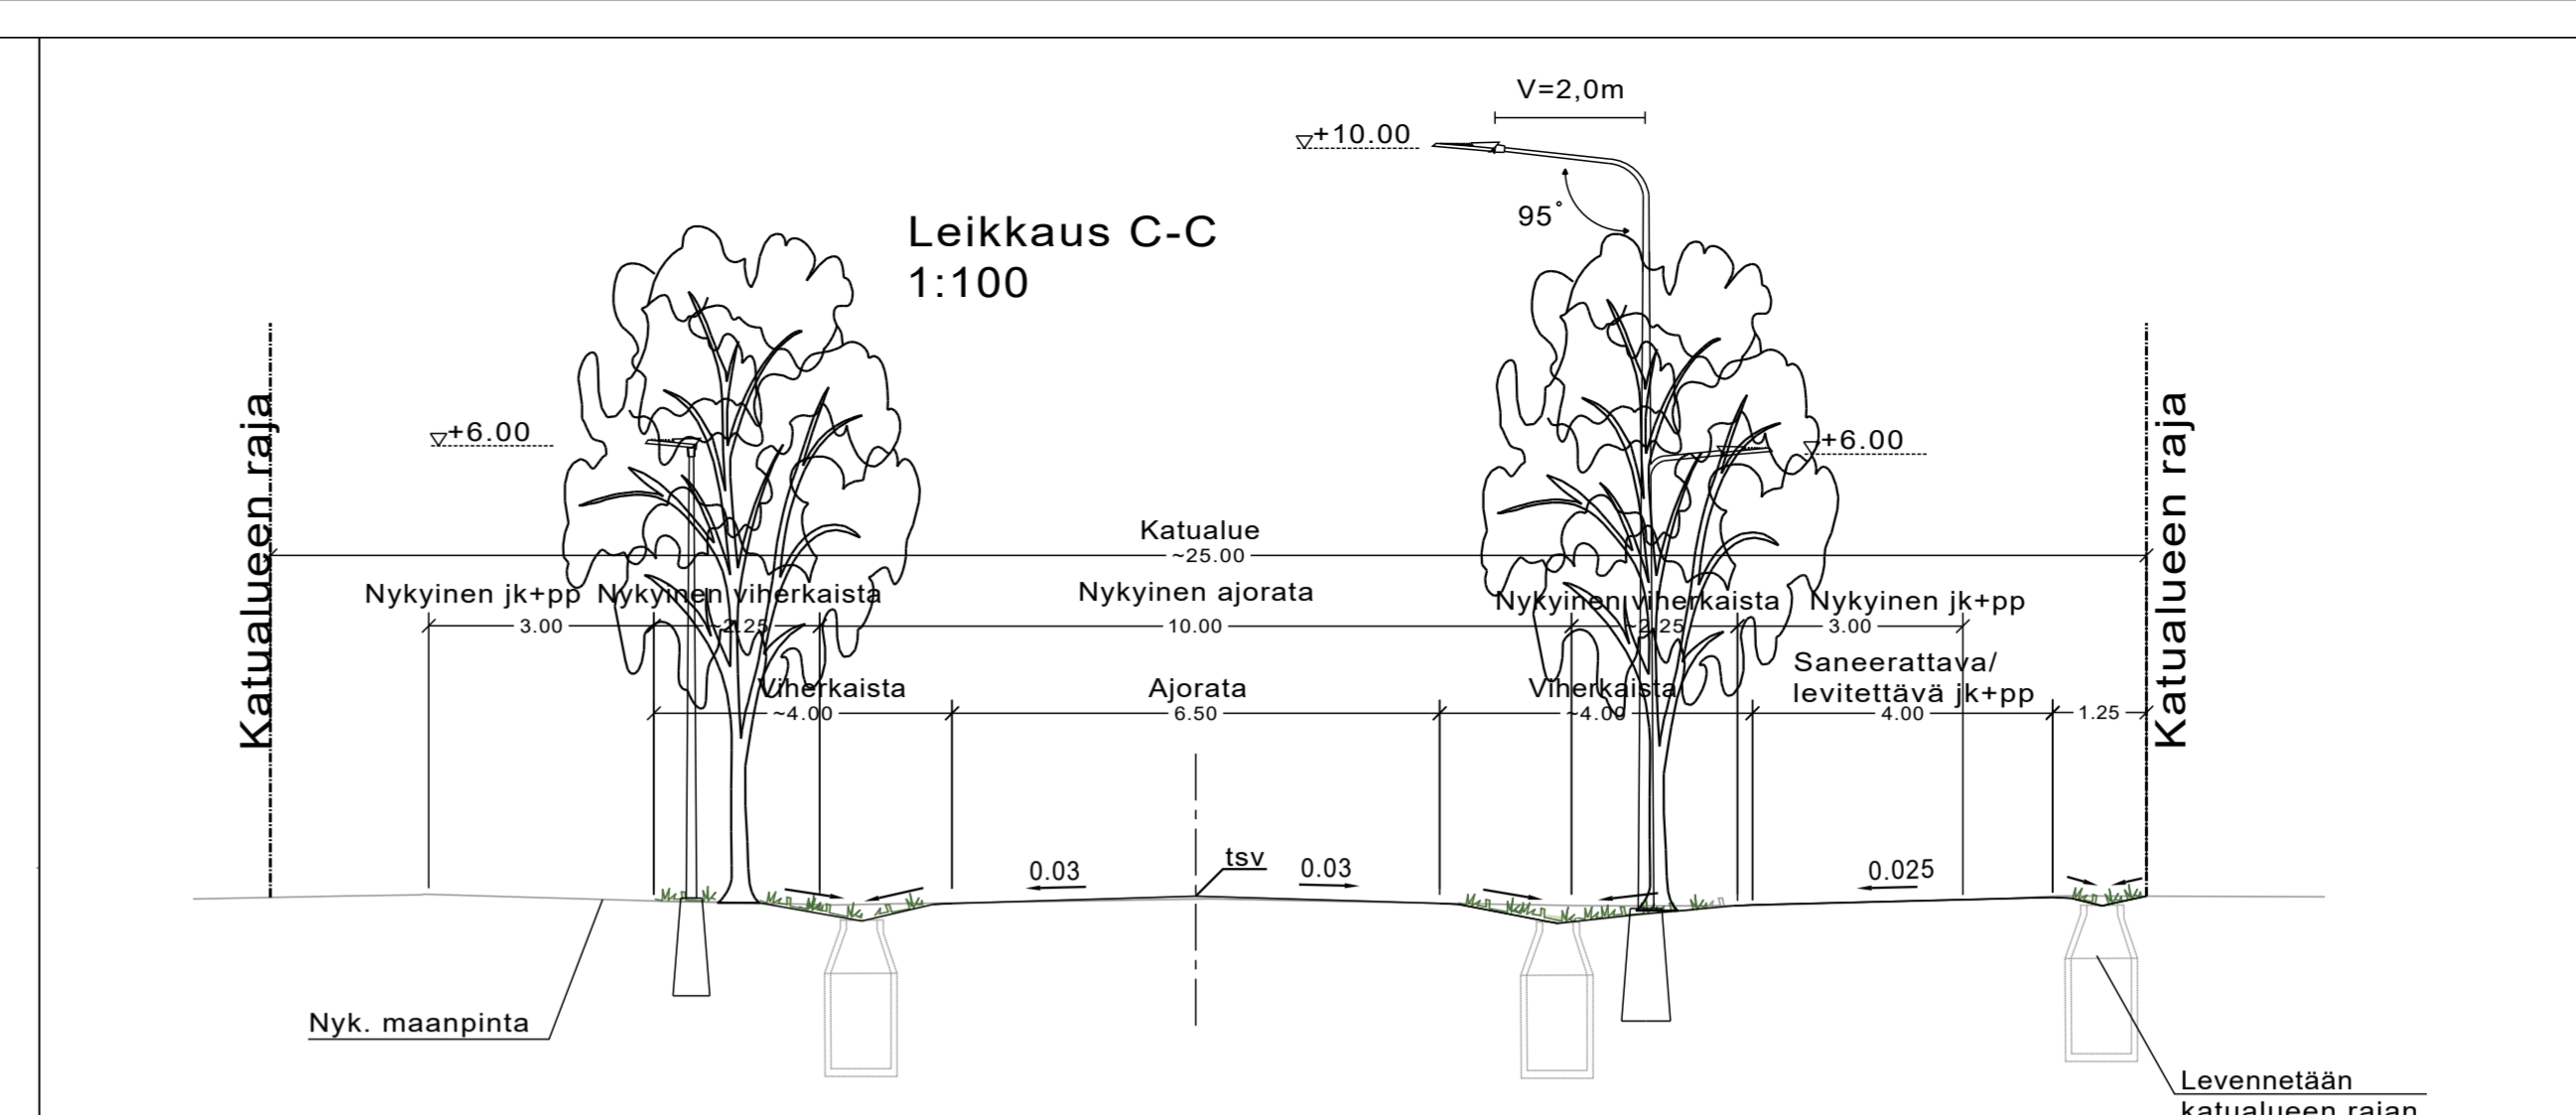 V=2,0m
+10.00
95°
Leikkaus C-C
1:100
+6.00
+6.00
Katualueen raja
Katualueen raja
Katualue
~25.00
Nykyinen jk+pp
Nykyinen viherkaista
Nykyinen ajorata
Nykyinen viherkaista
Nykyinen jk+pp
3.00
~2.25
10.00
~2.25
3.00
Saneerattava/
levitettävä jk+pp
Viherkaista
Ajorata
Viherkaista
~4.00
6.50
~4.00
4.00
1.25
tsv
0.03
0.03
0.025
Nyk. maanpinta
Levennetään
katualueen rajan